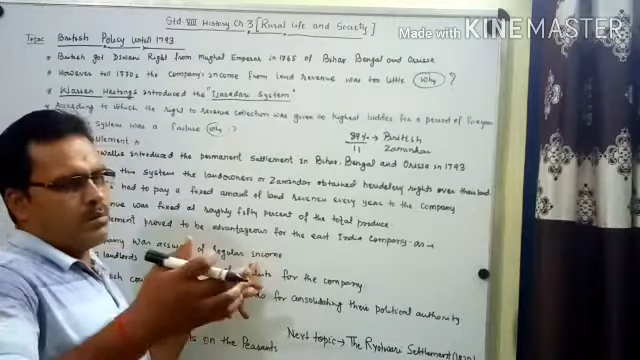 Made with KINEMASTER
Std-VIII History Ch 3 [Rural life and Society]
Topic British Policy until 1793
British got Diwani Right from Mughal Emperor in 1765 of Bihar Bengal and Orissa
However till 1770s the company's income from land revenue was too little why ?
Warren Hastings introduced the "Izaradari System"
According to which the right to revenue collection was given to highest bidder for a period of
system was a failure why ?
89% → British
11 Zamindar
introduced the permanent Settlement in Bihar, Bengal and Orissa in 1793
this system the landowners or Zamindar obtained hereditary rights over their land
had to pay a fixed amount of land revenue every year to the company
was fixed at roughly fifty percent of the total produce
proved to be advantageous for the east India company as →
was of regular income
landlords for the company
for consolidating their political authority
on the Peasants
Next topic → The Ryotwari Settlement